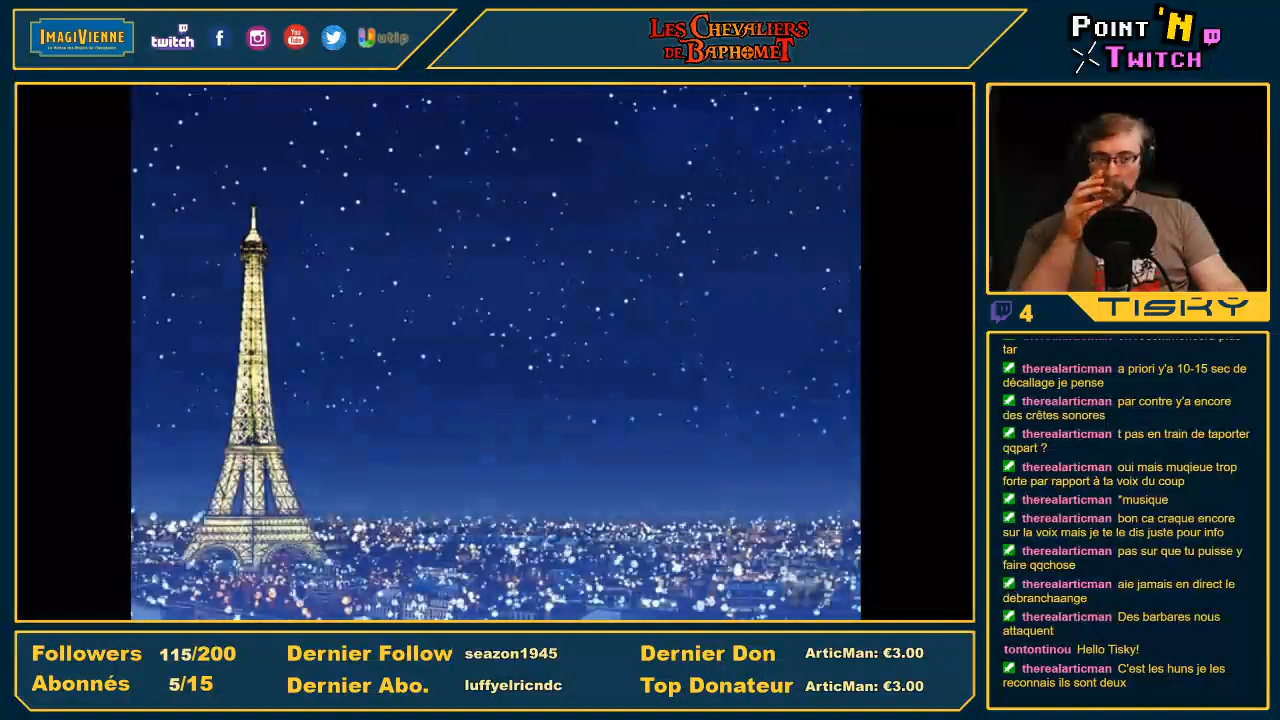 IMAGIVIENNE
twitch
utip
LES CHEVALIERS
DE BAPHOMET
POINT 'N
TWITCH
4
TISKY
tar
therealarticman a priori y'a 10-15 sec de
décallage je pense
therealarticman par contre y'a encore
des crêtes sonores
therealarticman t pas en train de taporter
qqpart ?
therealarticman oui mais muqieue trop
forte par rapport à ta voix du coup
therealarticman *musique
therealarticman bon ca craque encore
sur la voix mais je te le dis juste pour info
therealarticman pas sur que tu puisse y
faire qqchose
therealarticman aie jamais en direct le
debranchaange
therealarticman Des barbares nous
attaquent
tontontinou Hello Tisky!
therealarticman C'est les huns je les
reconnais ils sont deux
Followers 115/200
Abonnés 5/15
Dernier Follow seazon1945
Dernier Abo. luffyelricndc
Dernier Don ArticMan: €3.00
Top Donateur ArticMan: €3.00